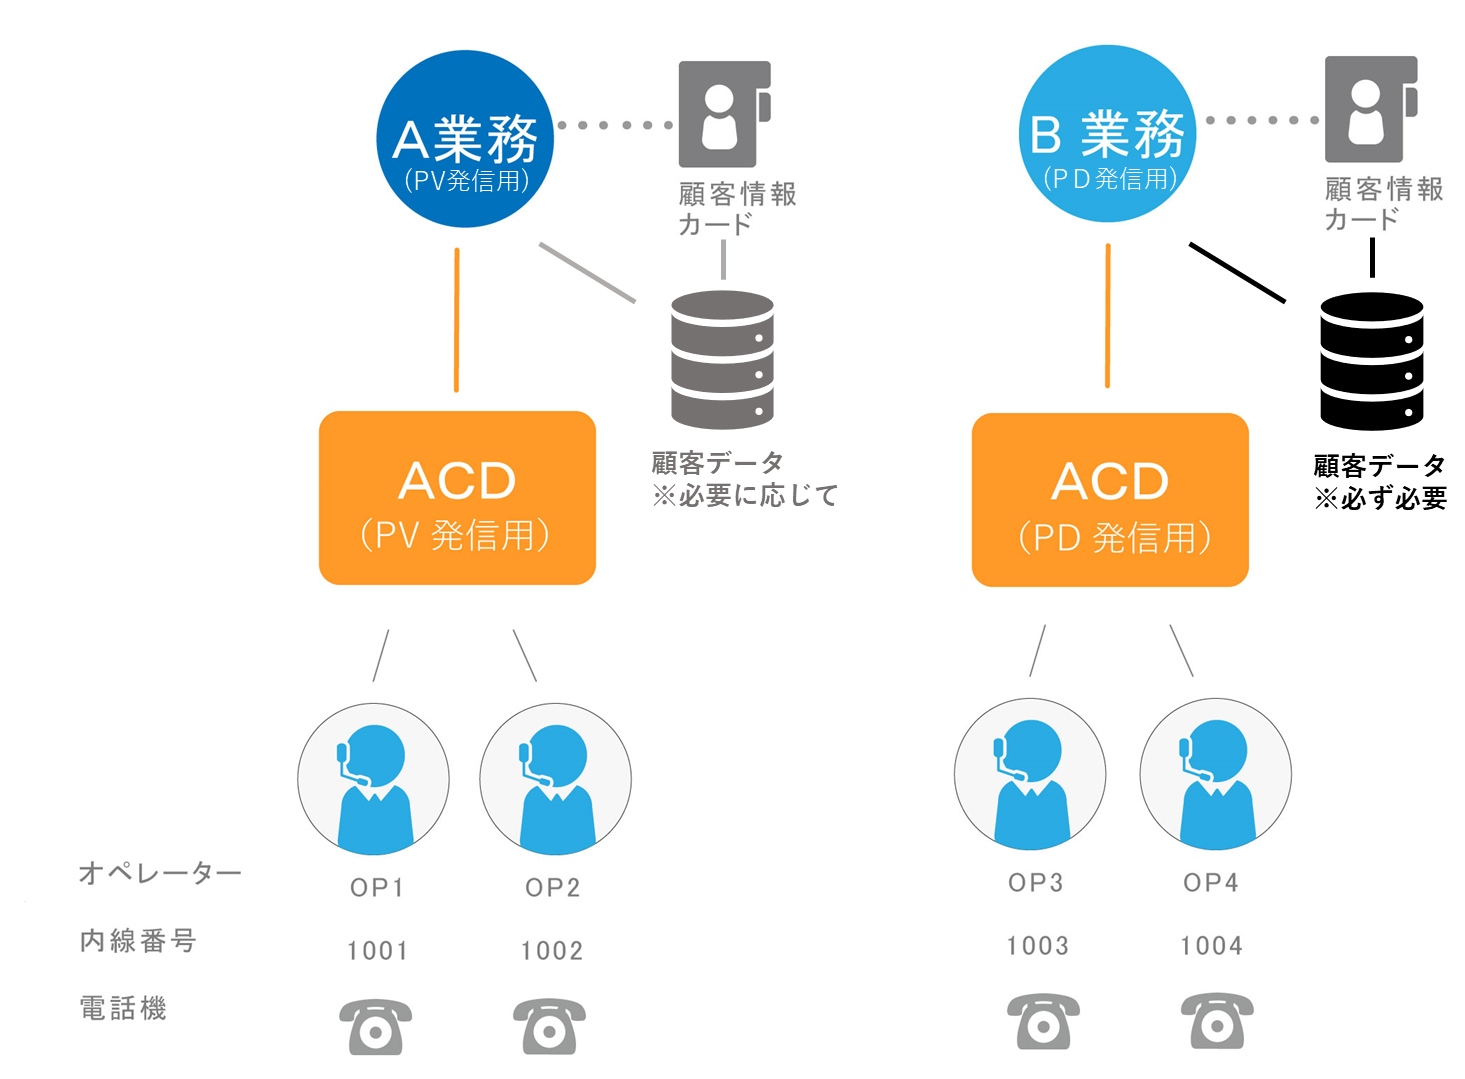 A業務
(PV発信用)
顧客情報
カード
顧客データ
※必要に応じて
ACD
(PV 発信用)
B 業務
(PD発信用)
顧客情報
カード
顧客データ
※必ず必要
ACD
(PD 発信用)
オペレーター OP1 OP2 OP3 OP4
内線番号 1001 1002 1003 1004
電話機